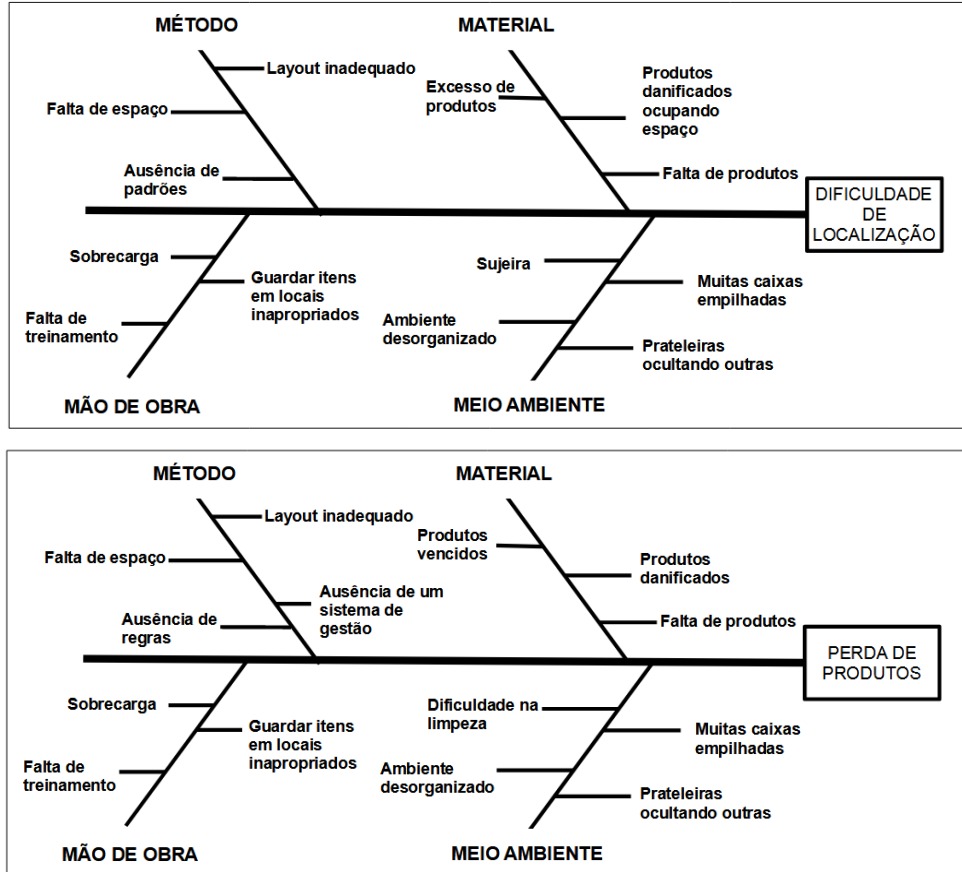 MÉTODO
MATERIAL
Layout inadequado
Falta de espaço
Ausência de
padrões
Excesso de
produtos
Produtos
danificados
ocupando
espaço
Falta de produtos
DIFICULDADE
DE
LOCALIZAÇÃO
Sobrecarga
Guardar itens
em locais
inapropriados
Falta de
treinamento
Sujeira
Muitas caixas
empilhadas
Ambiente
desorganizado
Prateleiras
ocultando outras
MÃO DE OBRA
MEIO AMBIENTE
MÉTODO
MATERIAL
Layout inadequado
Falta de espaço
Ausência de um
sistema de
gestão
Ausência de
regras
Produtos
vencidos
Produtos
danificados
Falta de produtos
PERDA DE
PRODUTOS
Sobrecarga
Guardar itens
em locais
inapropriados
Falta de
treinamento
Dificuldade na
limpeza
Muitas caixas
empilhadas
Ambiente
desorganizado
Prateleiras
ocultando outras
MÃO DE OBRA
MEIO AMBIENTE